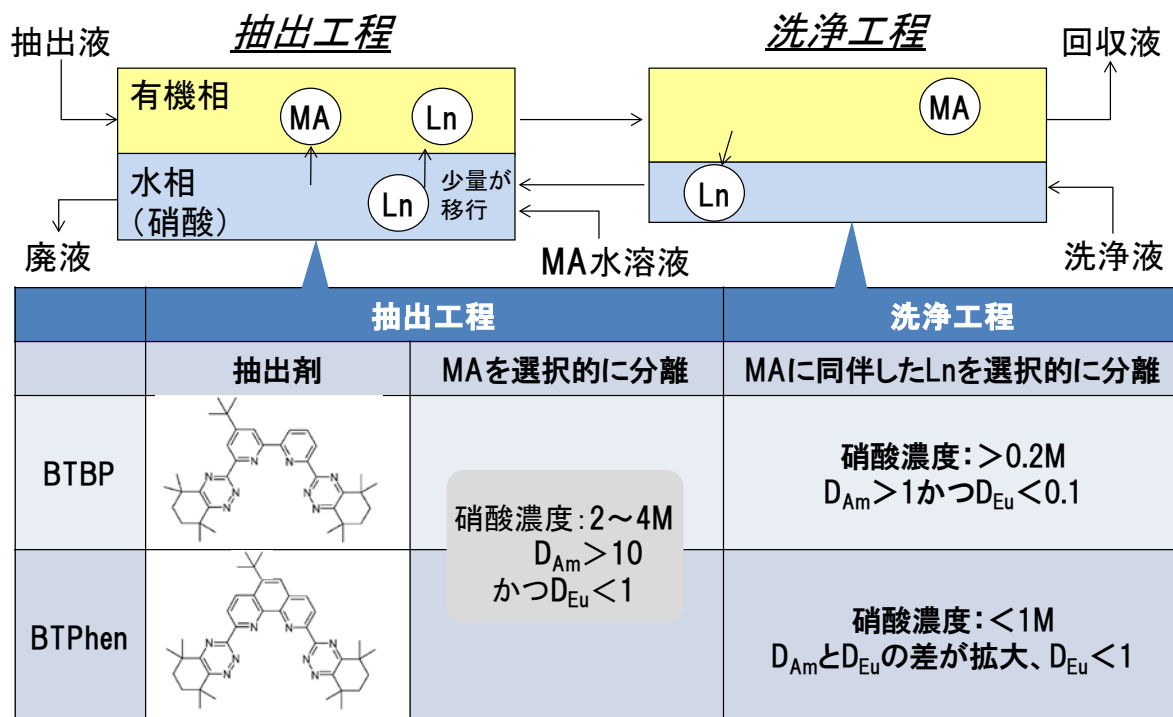 抽出工程
洗浄工程
抽出液
回収液
有機相
MA
Ln
MA
水相
(硝酸)
Ln
少量が
移行
Ln
廃液
MA水溶液
洗浄液
抽出工程
洗浄工程
抽出剤
MAを選択的に分離
MAに同伴したLnを選択的に分離
BTBP
N
N
N
N
N
N
N
N
硝酸濃度:2~4M
DAm>10
かつDEu<1
硝酸濃度:>0.2M
DAm>1かつDEu<0.1
BTPhen
N
N
N
N
N
N
N
N
硝酸濃度:<1M
DAmとDEuの差が拡大、DEu<1